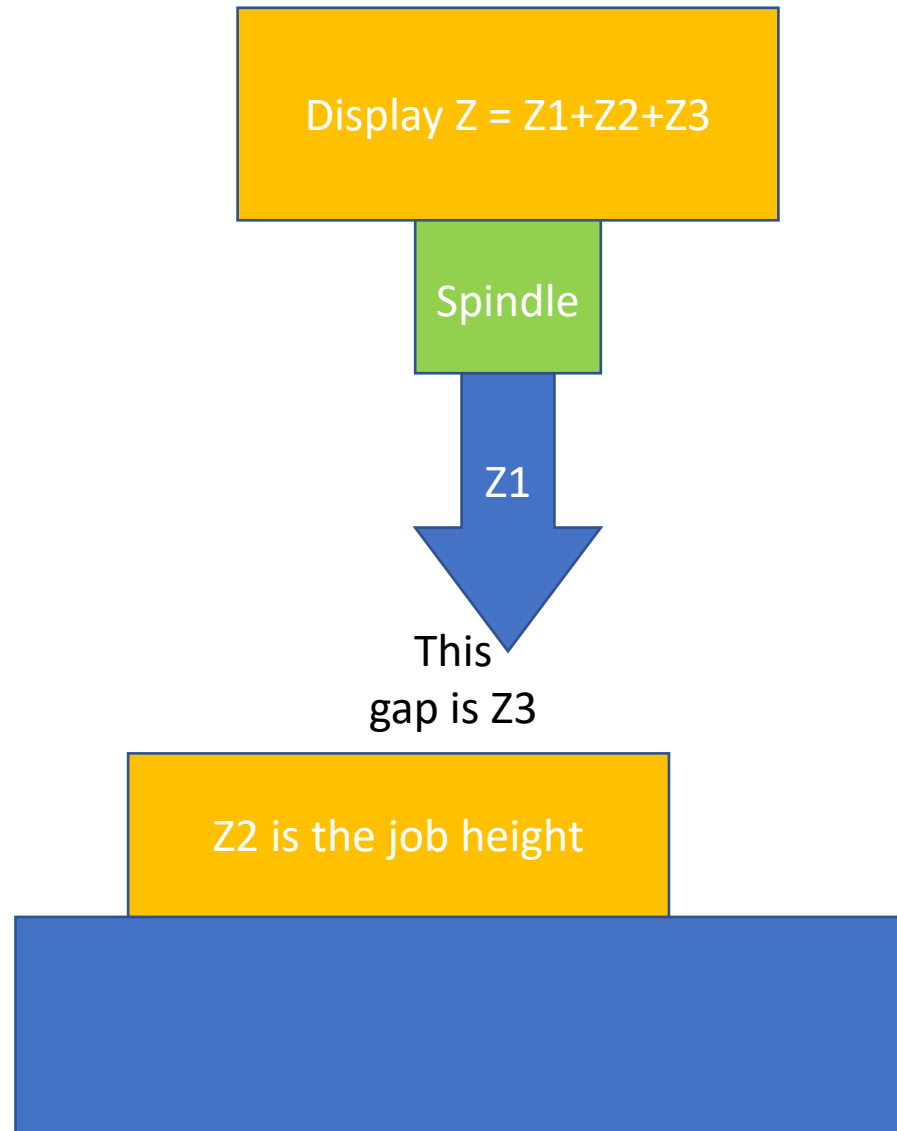 Display Z = Z1+Z2+Z3
Spindle
Z1
This
gap is Z3
Z2 is the job height